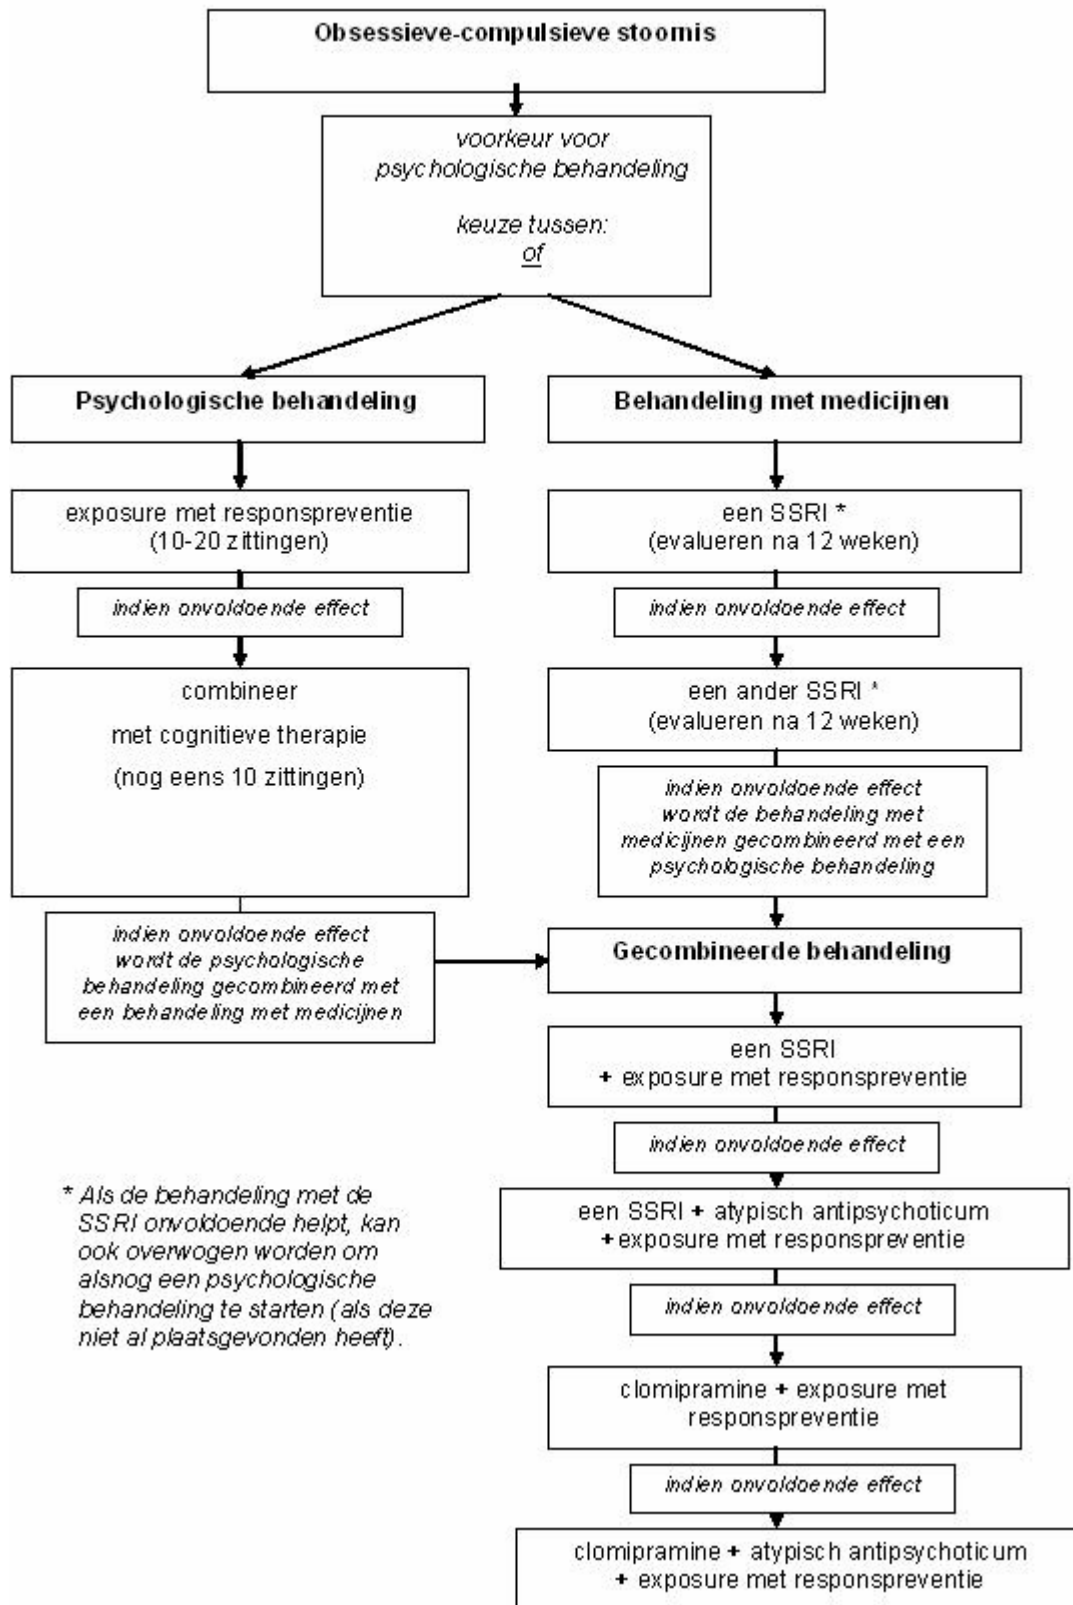 Obsessieve-compulsieve stoornis
voorkeur voor
psychologische behandeling
keuze tussen:
of
Psychologische behandeling
Behandeling met medicijnen
exposure met responspreventie
(10-20 zittingen)
een SSRI *
(evalueren na 12 weken)
indien onvoldoende effect
indien onvoldoende effect
combineer
met cognitieve therapie
(nog eens 10 zittingen)
een ander SSRI *
(evalueren na 12 weken)
indien onvoldoende effect
wordt de behandeling met
medicijnen gecombineerd met een
psychologische behandeling
indien onvoldoende effect
wordt de psychologische
behandeling gecombineerd met
een behandeling met medicijnen
Gecombineerde behandeling
een SSRI
+ exposure met responspreventie
indien onvoldoende effect
* Als de behandeling met de
SSRI onvoldoende helpt, kan
ook overwogen worden om
alsnog een psychologische
behandeling te starten (als deze
niet al plaatsgevonden heeft).
een SSRI + atypisch antipsychoticum
+exposure met responspreventie
indien onvoldoende effect
clomipramine + exposure met
responspreventie
indien onvoldoende effect
clomipramine + atypisch antipsychoticum
+ exposure met responspreventie